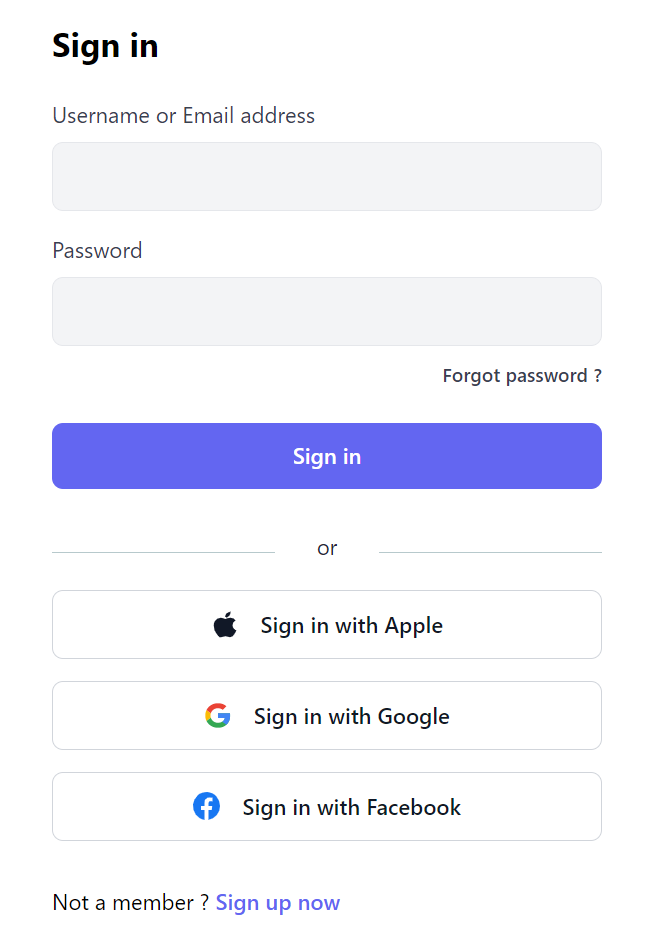 Sign in
Username or Email address
Password
Forgot password ?
Sign in
or
Sign in with Apple
Sign in with Google
Sign in with Facebook
Not a member ? Sign up now